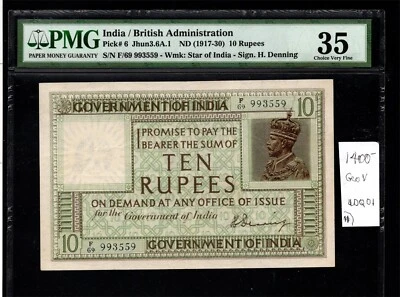 PMG
PAPER MONEY GUARANTY
India / British Administration
Pick# 6 Jhun3.6A.1 ND (1917-30) 10 Rupees
S/N F/69 993559 - Wmk: Star of India - Sign. H. Denning
35
Choice Very Fine
GOVERNMENT OF INDIA
10
F/69 993559
10
I PROMISE TO PAY THE
BEARER THE SUM OF
TEN
RUPEES
ON DEMAND AT ANY OFFICE OF ISSUE
for the Government of India
H. Denning
10
F/69 993559
GOVERNMENT OF INDIA
10
1400-
Geo V